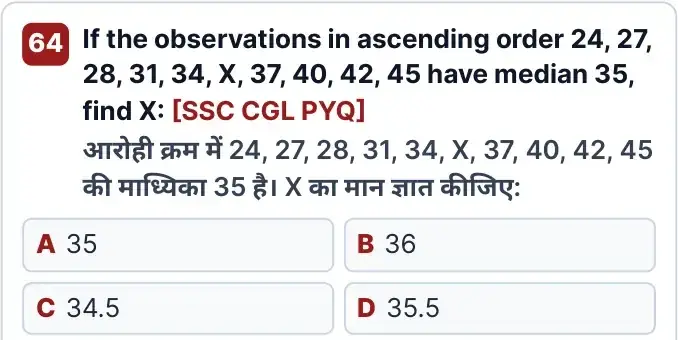 64 If the observations in ascending order 24, 27,
28, 31, 34, X, 37, 40, 42, 45 have median 35,
find X: [SSC CGL PYQ]
आरोही क्रम में 24, 27, 28, 31, 34, X, 37, 40, 42, 45
की माध्यिका 35 है। X का मान ज्ञात कीजिए:
A 35 B 36
C 34.5 D 35.5